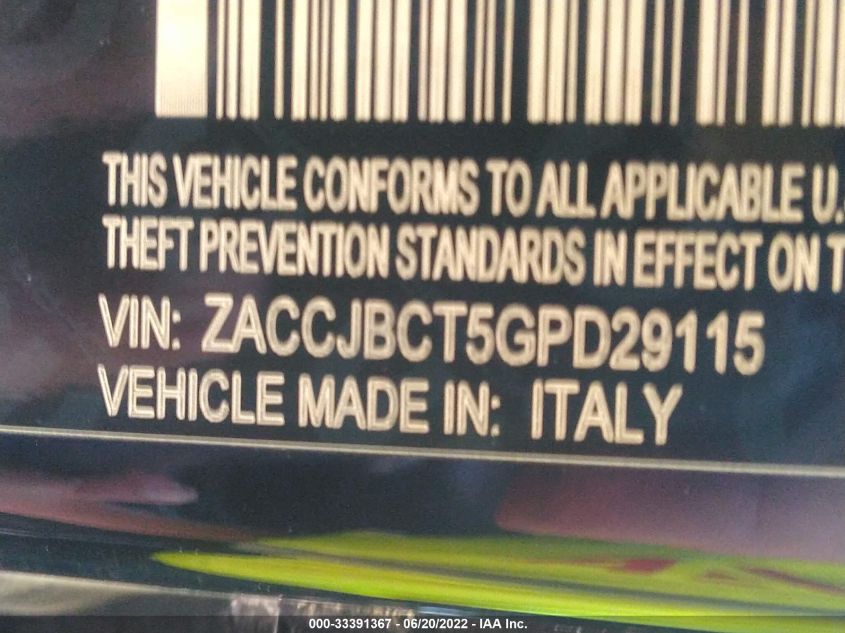 THIS VEHICLE CONFORMS TO ALL APPLICABLE U.
THEFT PREVENTION STANDARDS IN EFFECT ON T
VIN: ZACCJBCT5GPD29115
VEHICLE MADE IN: ITALY
000-33391367 - 06/20/2022 - IAA Inc.